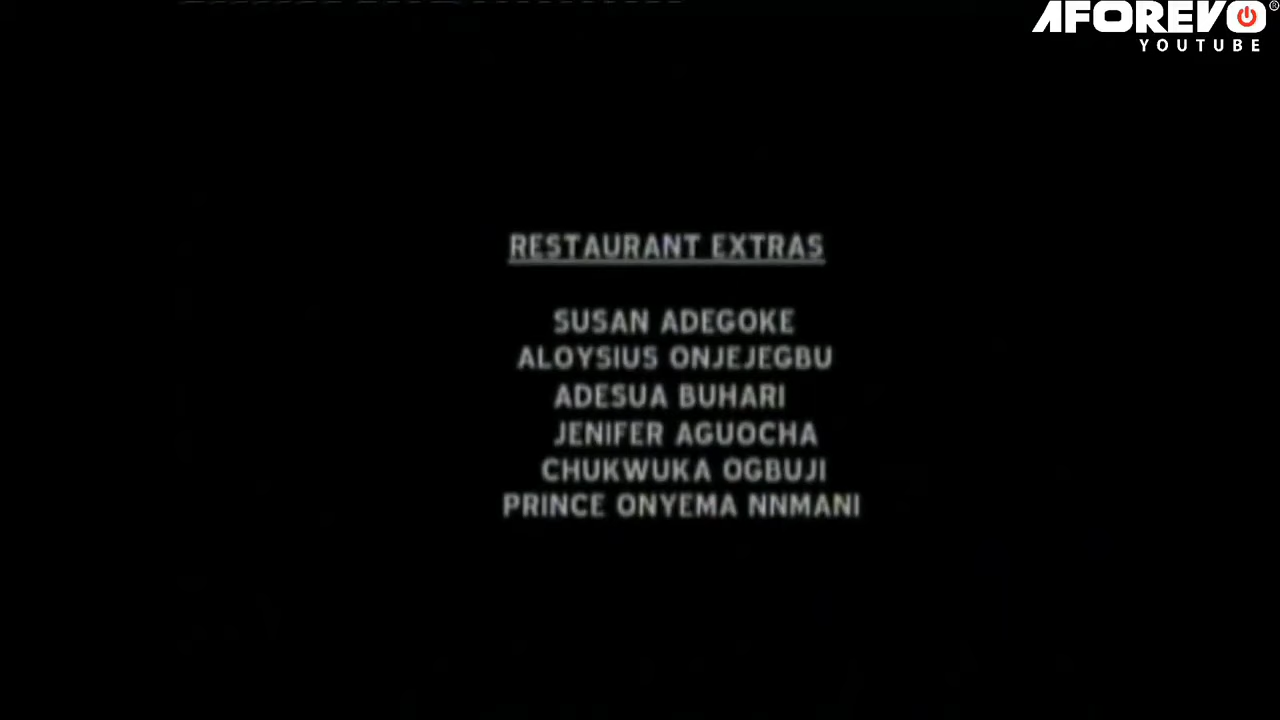 AFOREVO®
YOUTUBE
RESTAURANT EXTRAS
SUSAN ADEGOKE
ALOYSIUS ONJEJEGBU
ADESUA BUHARI
JENIFER AGUOCHA
CHUKWUKA OGBUJI
PRINCE ONYEMA NNMANI